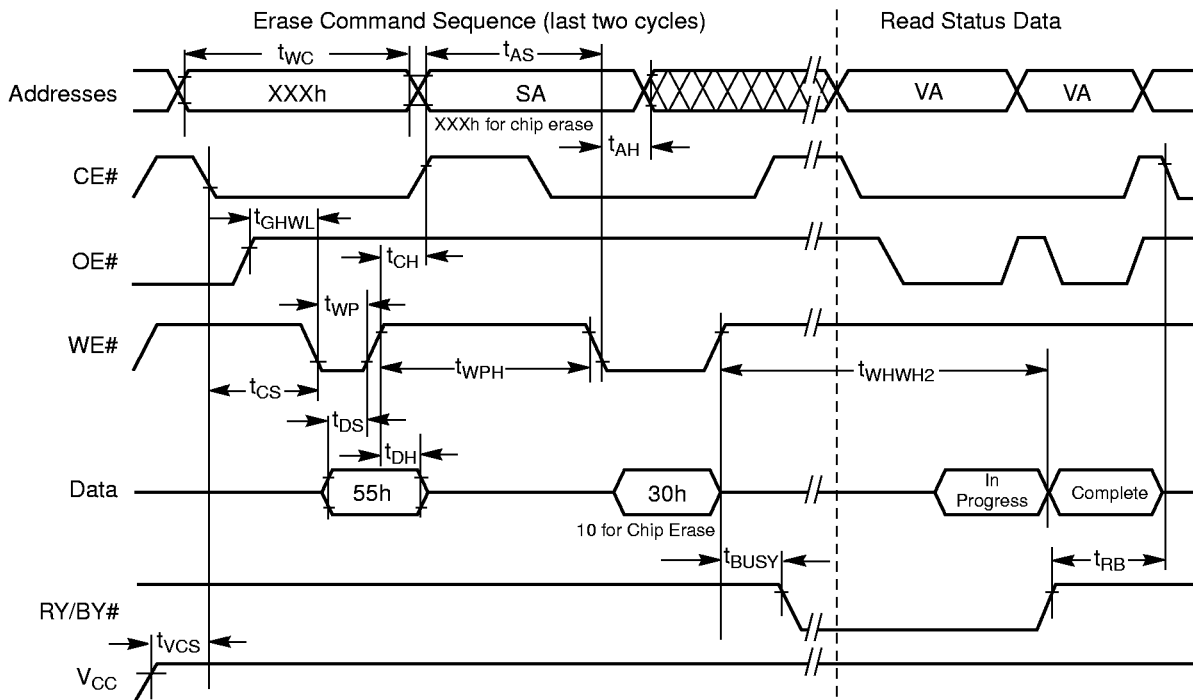 Erase Command Sequence (last two cycles)
Read Status Data
tWC
tAS
Addresses
XXXh
SA
VA
VA
XXXh for chip erase
tAH
CE#
tGHWL
OE#
tCH
tWP
WE#
tWPH
tWHWH2
tCS
tDS
tDH
Data
55h
30h
In
Progress
Complete
10 for Chip Erase
tBUSY
tRB
RY/BY#
tVCS
VCC